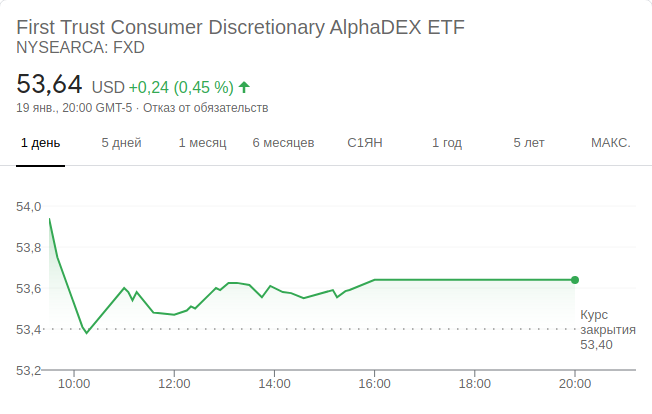 First Trust Consumer Discretionary AlphaDEX ETF
NYSEARCA: FXD
53,64 USD +0,24 (0,45 %)
19 янв., 20:00 GMT-5 · Отказ от обязательств
1 день 5 дней 1 месяц 6 месяцев С1ЯН 1 год 5 лет МАКС.
54,0
53,8
53,6
53,4
53,2
Курс
закрытия
53,40
10:00 12:00 14:00 16:00 18:00 20:00